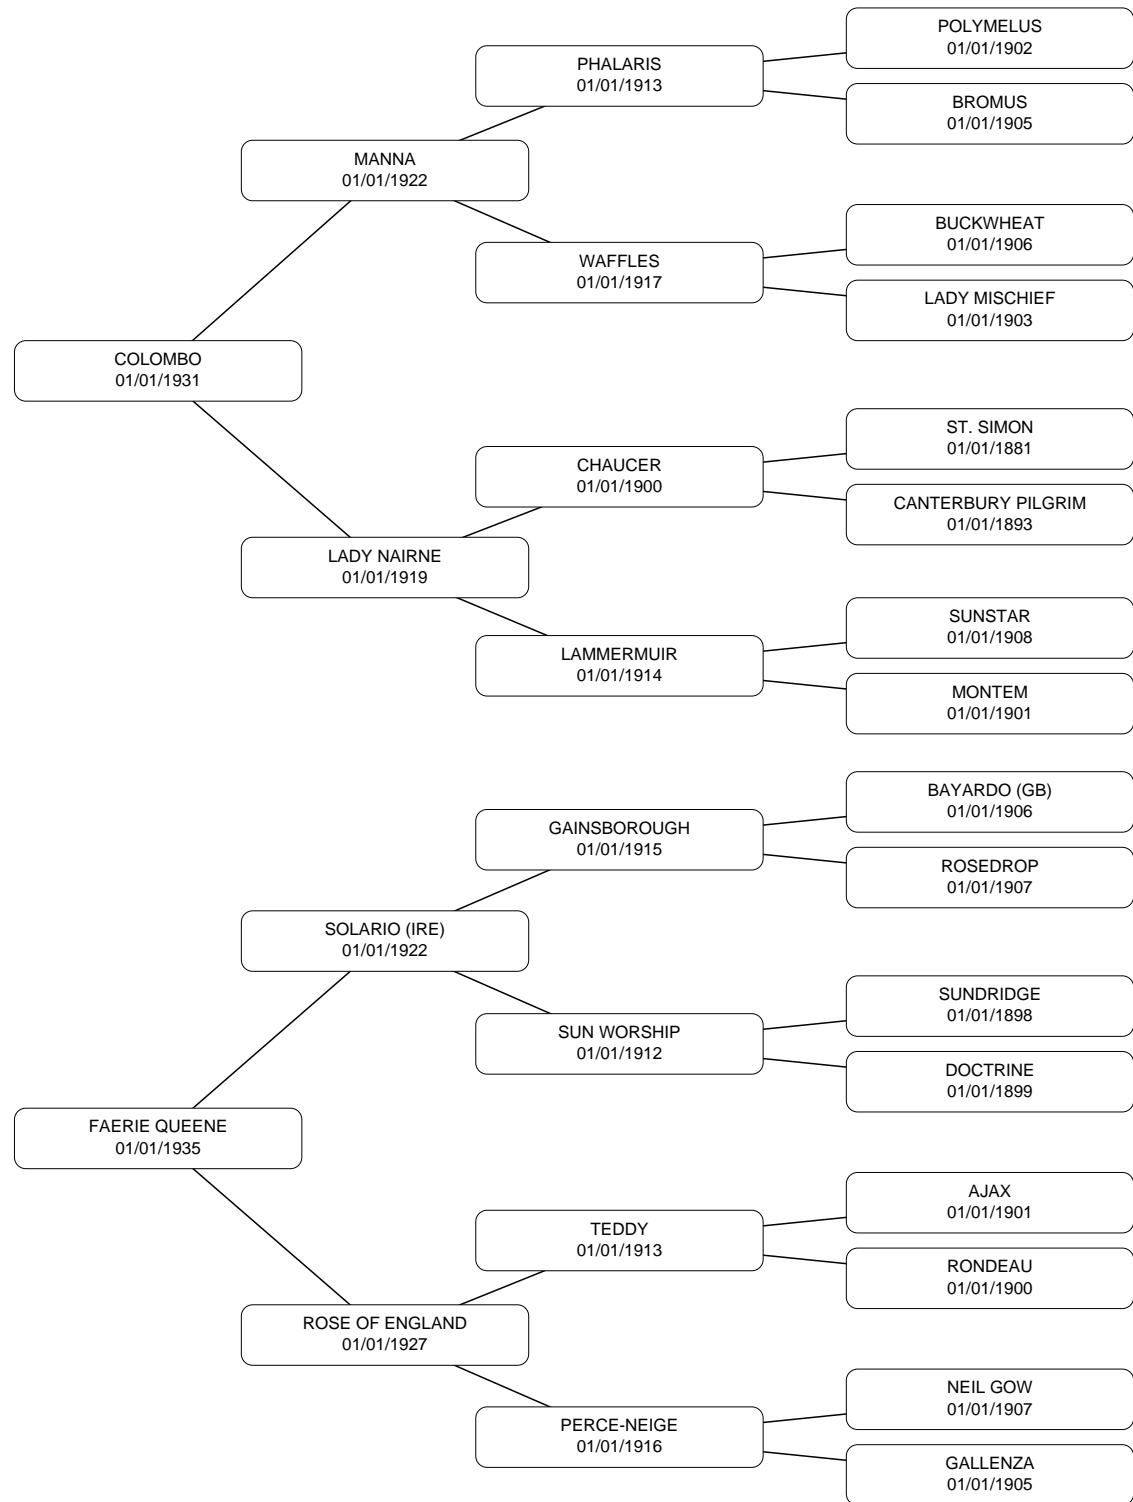 POLYMELUS
01/01/1902
PHALARIS
01/01/1913
BROMUS
01/01/1905
MANNA
01/01/1922
BUCKWHEAT
01/01/1906
WAFFLES
01/01/1917
LADY MISCHIEF
01/01/1903
COLOMBO
01/01/1931
ST. SIMON
01/01/1881
CHAUCER
01/01/1900
CANTERBURY PILGRIM
01/01/1893
LADY NAIRNE
01/01/1919
SUNSTAR
01/01/1908
LAMMERMUIR
01/01/1914
MONTEM
01/01/1901
BAYARDO (GB)
01/01/1906
GAINSBOROUGH
01/01/1915
ROSEDROP
01/01/1907
SOLARIO (IRE)
01/01/1922
SUNDRIDGE
01/01/1898
SUN WORSHIP
01/01/1912
DOCTRINE
01/01/1899
FAERIE QUEENE
01/01/1935
AJAX
01/01/1901
TEDDY
01/01/1913
RONDEAU
01/01/1900
ROSE OF ENGLAND
01/01/1927
NEIL GOW
01/01/1907
PERCE-NEIGE
01/01/1916
GALLENZA
01/01/1905